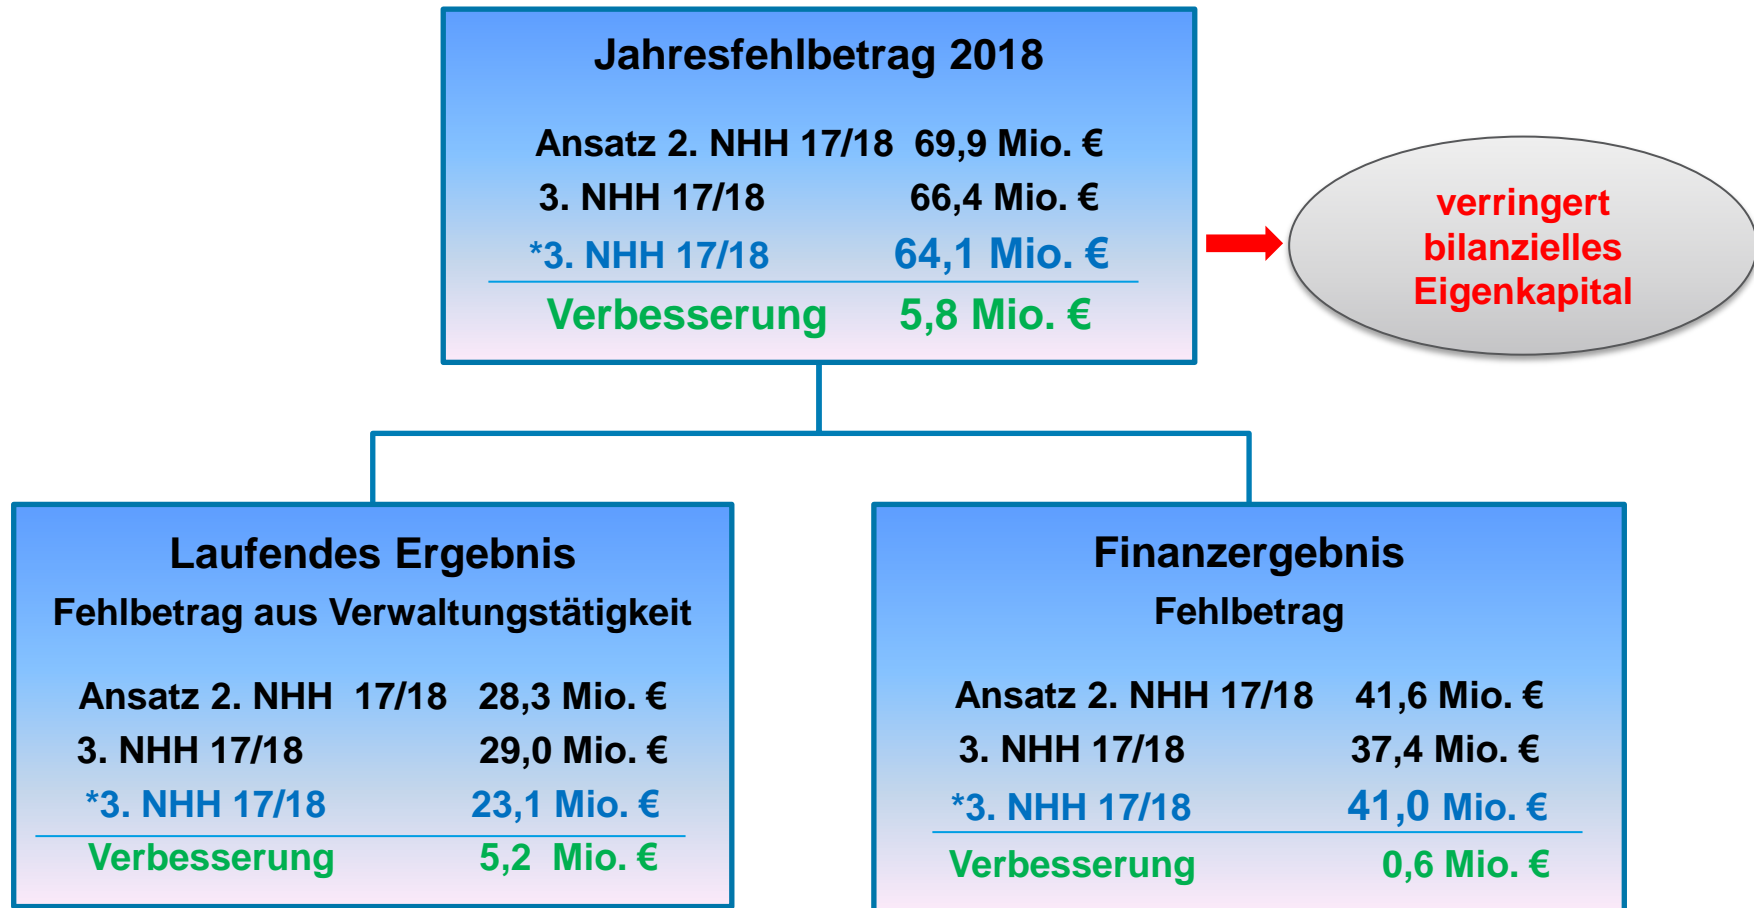 Jahresfehlbetrag 2018
Ansatz 2. NHH 17/18 69,9 Mio. €
3. NHH 17/18 66,4 Mio. €
*3. NHH 17/18 64,1 Mio. €
Verbesserung 5,8 Mio. €
verringert
bilanzielles
Eigenkapital
Laufendes Ergebnis
Fehlbetrag aus Verwaltungstätigkeit
Ansatz 2. NHH 17/18 28,3 Mio. €
3. NHH 17/18 29,0 Mio. €
*3. NHH 17/18 23,1 Mio. €
Verbesserung 5,2 Mio. €
Finanzergebnis
Fehlbetrag
Ansatz 2. NHH 17/18 41,6 Mio. €
3. NHH 17/18 37,4 Mio. €
*3. NHH 17/18 41,0 Mio. €
Verbesserung 0,6 Mio. €